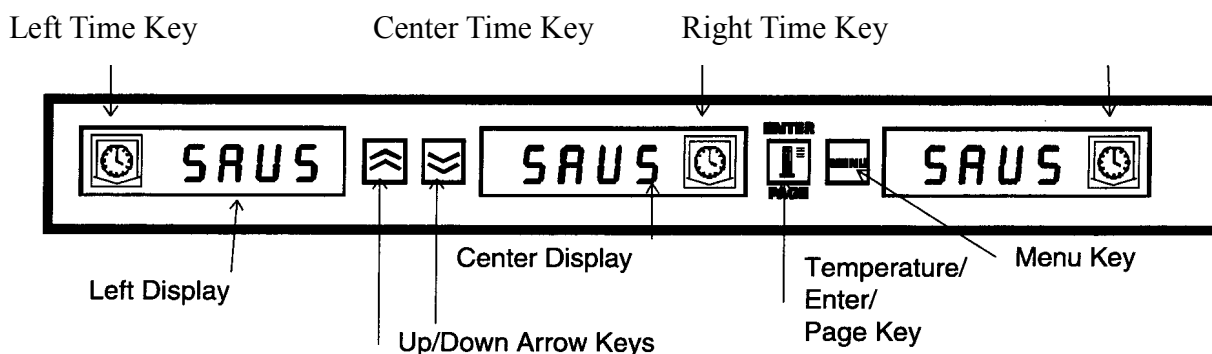 Left Time Key Center Time Key Right Time Key
SAUS SAUS ENTER PAGE MENU SAUS
Left Display
Center Display
Temperature/
Enter/
Page Key
Menu Key
Up/Down Arrow Keys